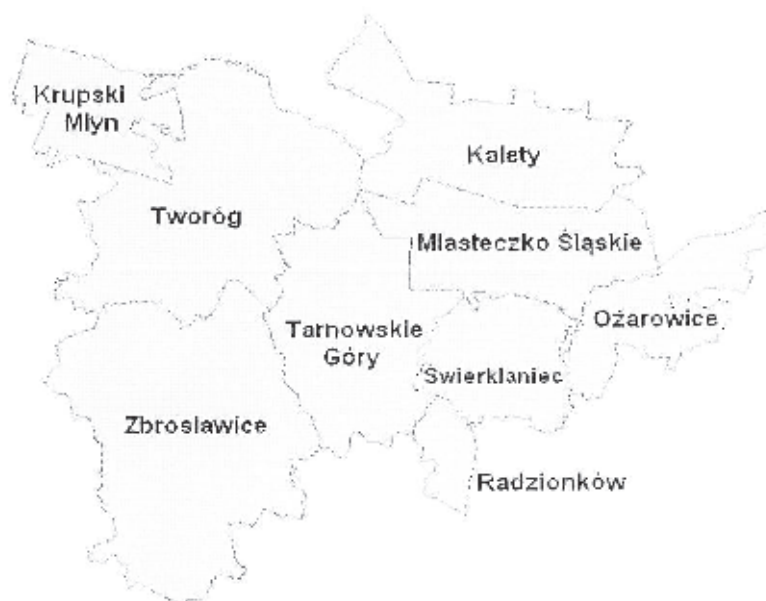 Krupski
Młyn
Kalety
Tworóg
Miasteczko Śląskie
Ożarowice
Tarnowskie
Góry
Świerklaniec
Zbrosławice
Radzionków